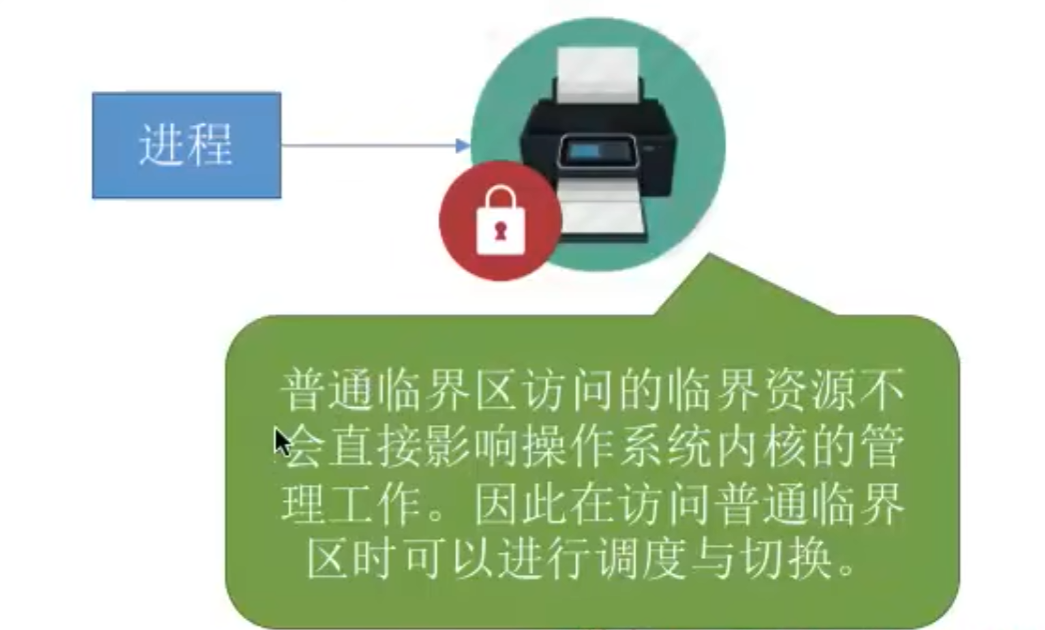 进程
普通临界区访问的临界资源不
会直接影响操作系统内核的管
理工作。因此在访问普通临界
区时可以进行调度与切换。